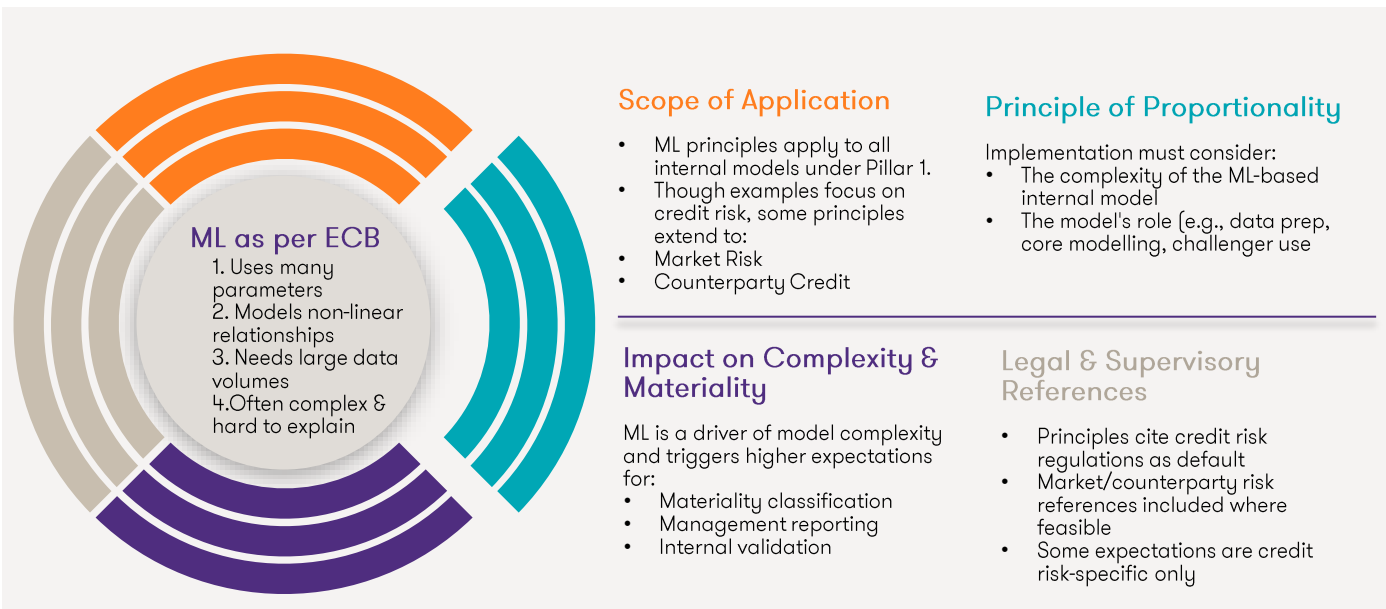 ML as per ECB
1. Uses many
parameters
2. Models non-linear
relationships
3. Needs large data
volumes
4.Often complex &
hard to explain
Scope of Application
• ML principles apply to all
internal models under Pillar 1.
• Though examples focus on
credit risk, some principles
extend to:
• Market Risk
• Counterparty Credit
Principle of Proportionality
Implementation must consider:
• The complexity of the ML-based
internal model
• The model's role (e.g., data prep,
core modelling, challenger use
Impact on Complexity &
Materiality
ML is a driver of model complexity
and triggers higher expectations
for:
• Materiality classification
• Management reporting
• Internal validation
Legal & Supervisory
References
• Principles cite credit risk
regulations as default
• Market/counterparty risk
references included where
feasible
• Some expectations are credit
risk-specific only